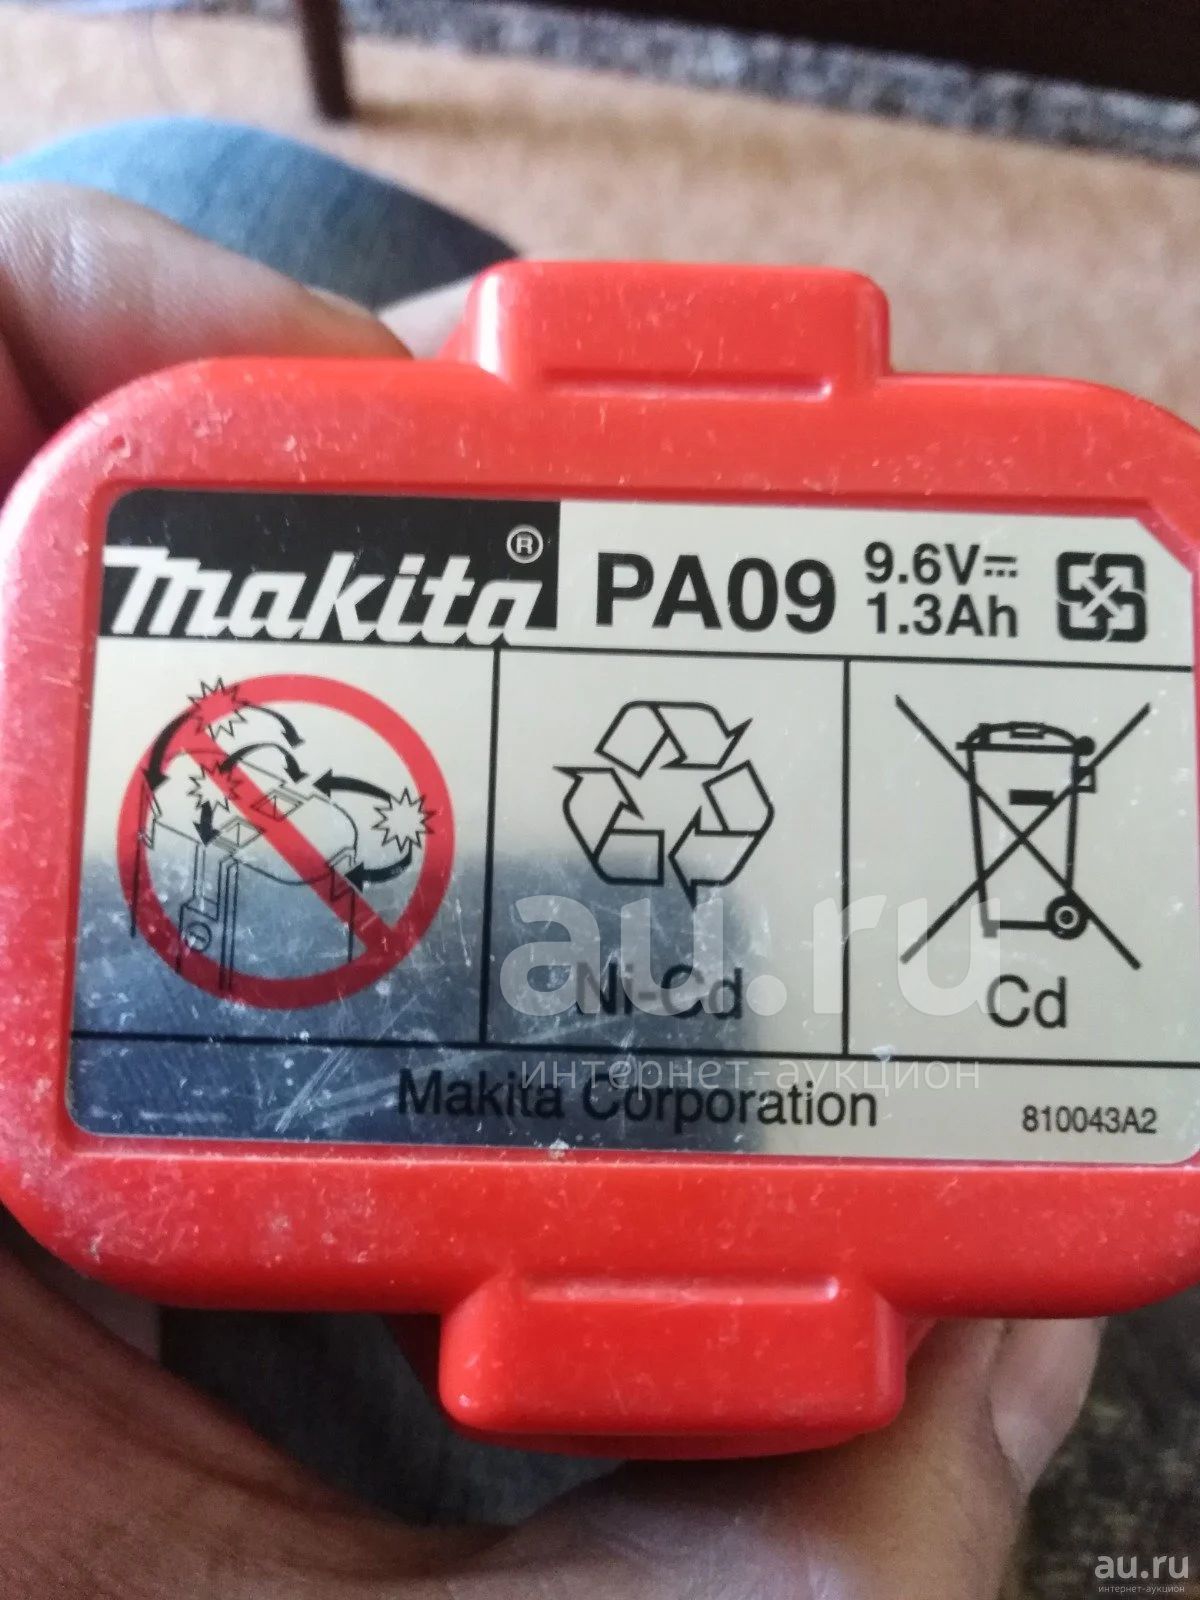 makita®
PA09
9.6V
1.3Ah
Ni-Cd
Cd
Makita Corporation
810043A2
au.ru
интернет-аукцион
au.ru
интернет-аукцион